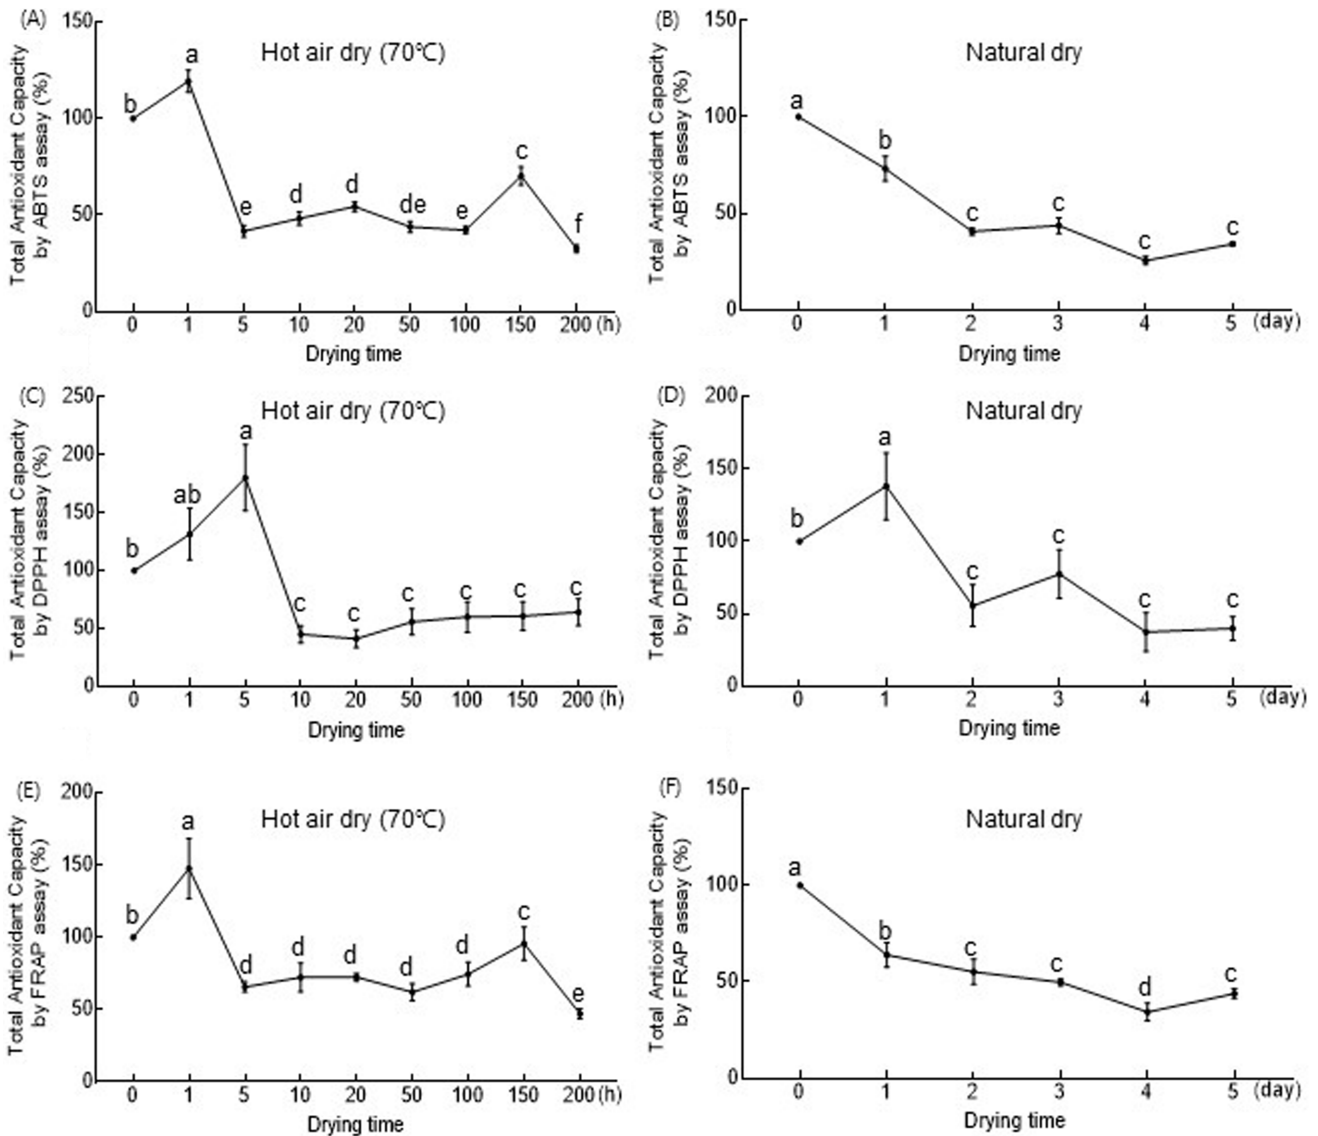 (A)
Total Antioxidant Capacity
by ABTS assay (%)
150
100
50
0
Hot air dry (70℃)
b
a
e
d
d
de
e
c
f
0 1 5 10 20 50 100 150 200 (h)
Drying time
(B)
Total Antioxidant Capacity
by ABTS assay (%)
150
100
50
0
Natural dry
a
b
c
c
c
c
0 1 2 3 4 5 (day)
Drying time
(C)
Total Antioxidant Capacity
by DPPH assay (%)
250
200
150
100
50
0
Hot air dry (70℃)
b
ab
a
c
c
c
c
c
c
0 1 5 10 20 50 100 150 200 (h)
Drying time
(D)
Total Antioxidant Capacity
by DPPH assay (%)
200
150
100
50
0
Natural dry
b
a
c
c
c
c
0 1 2 3 4 5 (day)
Drying time
(E)
Total Antioxidant Capacity
by FRAP assay (%)
200
150
100
50
0
Hot air dry (70℃)
b
a
d
d
d
d
d
c
e
0 1 5 10 20 50 100 150 200 (h)
Drying time
(F)
Total Antioxidant Capacity
by FRAP assay (%)
150
100
50
0
Natural dry
a
b
c
c
d
c
0 1 2 3 4 5 (day)
Drying time